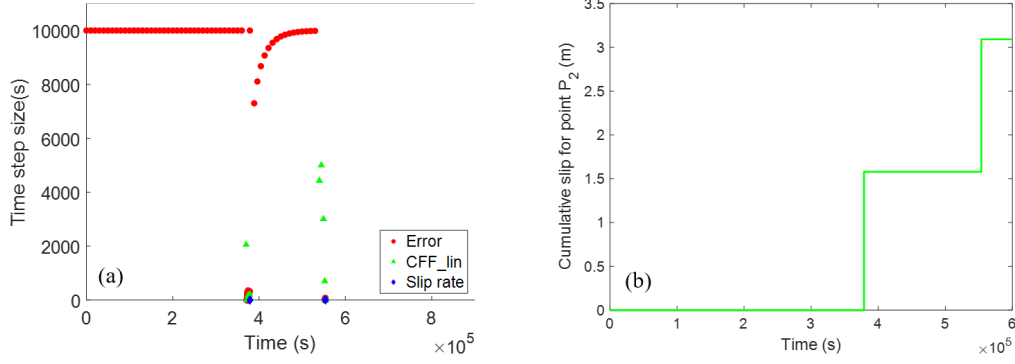 10000
8000
6000
4000
2000
0
Time step size(s)
(a)
Error
CFF_lin
Slip rate
0 2 4 6 8
Time (s)
×10^5
3.5
3
2.5
2
1.5
1
0.5
0
Cumulative slip for point P_2 (m)
(b)
0 1 2 3 4 5 6
Time (s)
×10^5